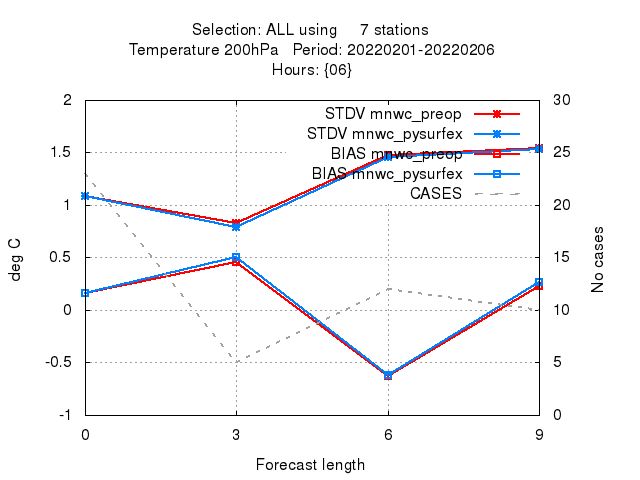 Selection: ALL using 7 stations
Temperature 200hPa Period: 20220201-20220206
Hours: {06}
STDV mnwc_preop
STDV mnwc_pysurfex
BIAS mnwc_preop
BIAS mnwc_pysurfex
CASES
2
1.5
1
0.5
0
-0.5
-1
deg C
30
25
20
15
10
5
0
No cases
0 3 6 9
Forecast length